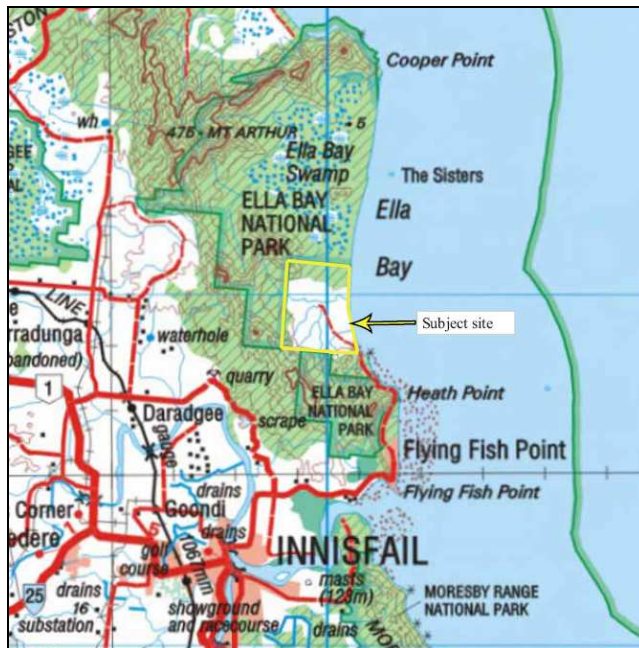 Cooper Point
wh
475 - MT ARTHUR
5
Ella Bay
Swamp
The Sisters
ELLA BAY
NATIONAL
PARK
Ella
Bay
LINE
Subject site
waterhole
quarry
1
Daradgee
ELLA BAY
NATIONAL
PARK
Heath Point
scrape
gauge
Flying Fish Point
drains
Flying Fish Point
Corner
Goondi
drains
5
golf
course
1067mm
INNISFAIL
masts
(123m)
25
drains
16
substation
showground
and racecourse
drains
MORESBY RANGE
NATIONAL PARK